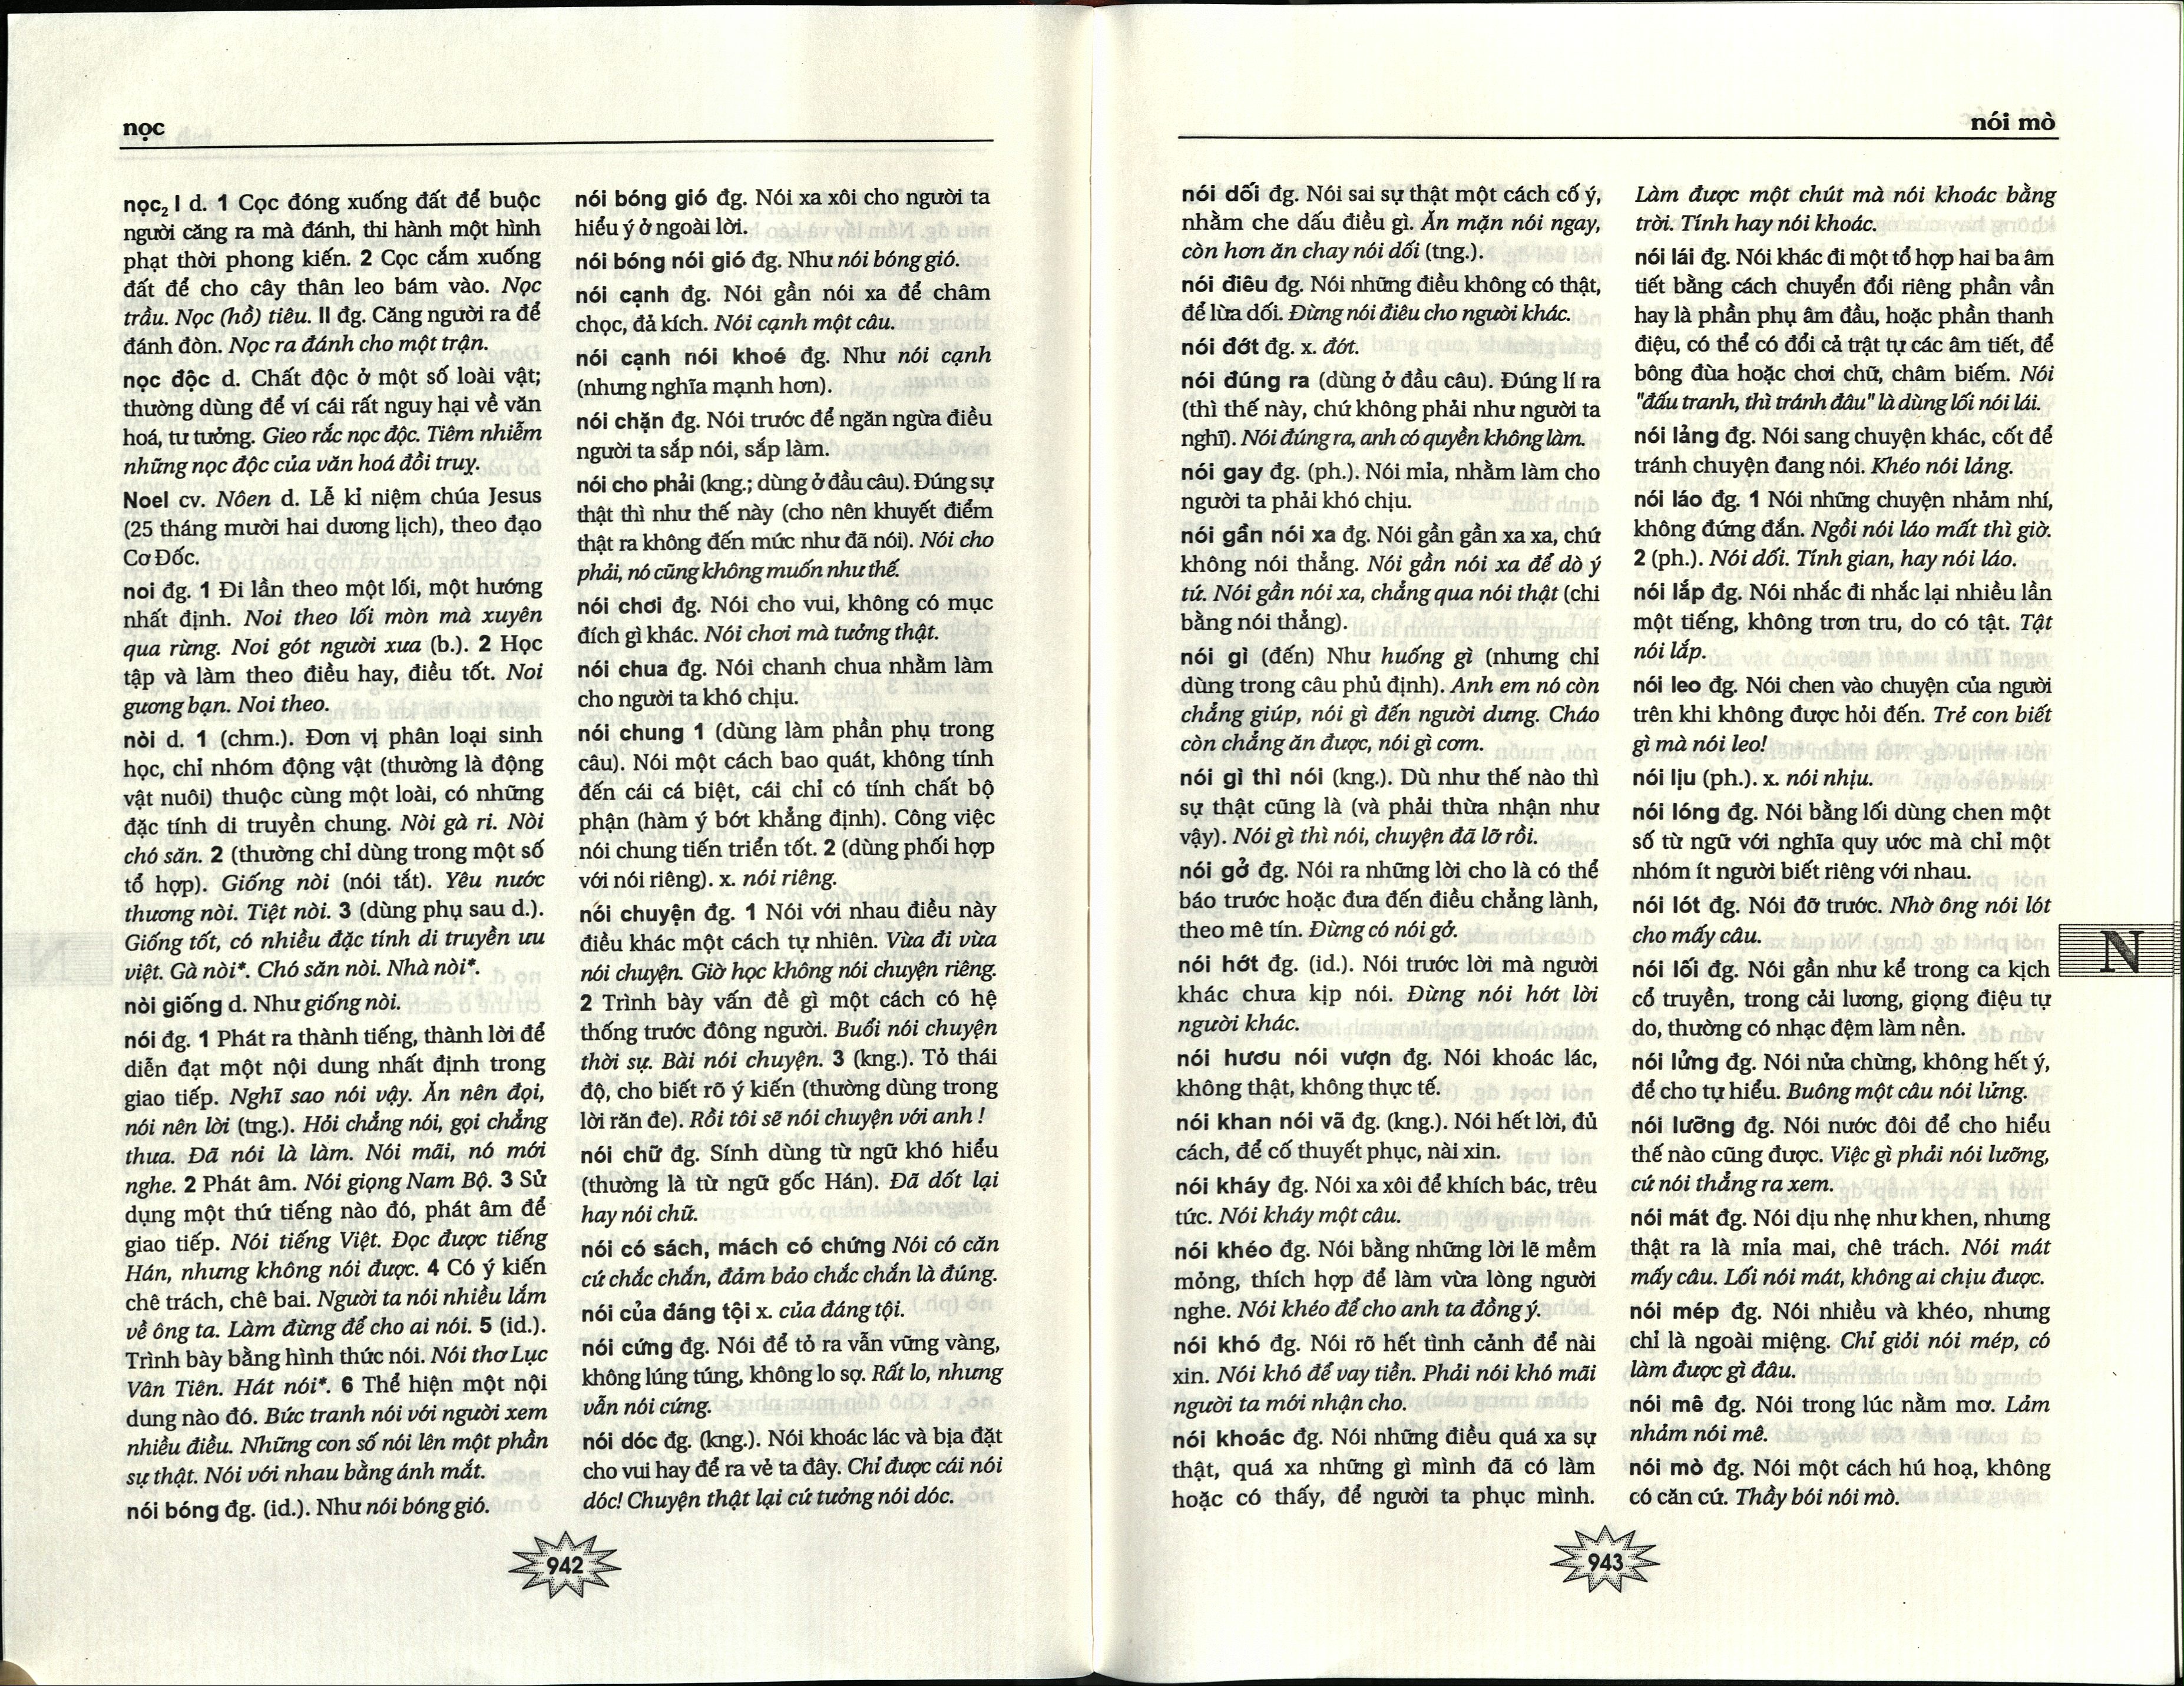 nọc
nọc₂ I d. 1 Cọc đóng xuống đất để buộc
người căng ra mà đánh, thi hành một hình
phạt thời phong kiến. 2 Cọc cắm xuống
đất để cho cây thân leo bám vào. Nọc
trầu. Nọc (hồ) tiêu. II đg. Căng người ra để
đánh đòn. Nọc ra đánh cho một trận.
nọc độc d. Chất độc ở một số loài vật;
thường dùng để ví cái rất nguy hại về văn
hoá, tư tưởng. Gieo rắc nọc độc. Tiêm nhiễm
những nọc độc của văn hoá đồi truỵ.
Noel cv. Nôen d. Lễ kỉ niệm chúa Jesus
(25 tháng mười hai dương lịch), theo đạo
Cơ Đốc.
noi đg. 1 Đi lần theo một lối, một hướng
nhất định. Noi theo lối mòn mà xuyên
qua rừng. Noi gót người xưa (b.). 2 Học
tập và làm theo điều hay, điều tốt. Noi
gương bạn. Noi theo.
nòi d. 1 (chm.). Đơn vị phân loại sinh
học, chỉ nhóm động vật (thường là động
vật nuôi) thuộc cùng một loài, có những
đặc tính di truyền chung. Nòi gà ri. Nòi
chó săn. 2 (thường chỉ dùng trong một số
tổ hợp). Giống nòi (nói tắt). Yêu nước
thương nòi. Tiệt nòi. 3 (dùng phụ sau d.).
Giống tốt, có nhiều đặc tính di truyền ưu
việt. Gà nòi*. Chó săn nòi. Nhà nòi*.
nòi giống d. Như giống nòi.
nói đg. 1 Phát ra thành tiếng, thành lời để
diễn đạt một nội dung nhất định trong
giao tiếp. Nghĩ sao nói vậy. Ăn nên đọi,
nói nên lời (tng.). Hỏi chẳng nói, gọi chẳng
thưa. Đã nói là làm. Nói mãi, nó mới
nghe. 2 Phát âm. Nói giọng Nam Bộ. 3 Sử
dụng một thứ tiếng nào đó, phát âm để
giao tiếp. Nói tiếng Việt. Đọc được tiếng
Hán, nhưng không nói được. 4 Có ý kiến
chê trách, chê bai. Người ta nói nhiều lắm
về ông ta. Làm đừng để cho ai nói. 5 (id.).
Trình bày bằng hình thức nói. Nói thơ Lục
Vân Tiên. Hát nói*. 6 Thể hiện một nội
dung nào đó. Bức tranh nói với người xem
nhiều điều. Những con số nói lên một phần
sự thật. Nói với nhau bằng ánh mắt.
nói bóng đg. (id.). Như nói bóng gió.
nói bóng gió đg. Nói xa xôi cho người ta
hiểu ý ở ngoài lời.
nói bóng nói gió đg. Như nói bóng gió.
nói cạnh đg. Nói gần nói xa để châm
chọc, đả kích. Nói cạnh một câu.
nói cạnh nói khoé đg. Như nói cạnh
(nhưng nghĩa mạnh hơn).
nói chặn đg. Nói trước để ngăn ngừa điều
người ta sắp nói, sắp làm.
nói cho phải (kng.; dùng ở đầu câu). Đúng sự
thật thì như thế này (cho nên khuyết điểm
thật ra không đến mức như đã nói). Nói cho
phải, nó cũng không muốn như thế.
nói chơi đg. Nói cho vui, không có mục
đích gì khác. Nói chơi mà tưởng thật.
nói chua đg. Nói chanh chua nhằm làm
cho người ta khó chịu.
nói chung 1 (dùng làm phần phụ trong
câu). Nói một cách bao quát, không tính
đến cái cá biệt, cái chỉ có tính chất bộ
phận (hàm ý bớt khẳng định). Công việc
nói chung tiến triển tốt. 2 (dùng phối hợp
với nói riêng). x. nói riêng.
nói chuyện đg. 1 Nói với nhau điều này
điều khác một cách tự nhiên. Vừa đi vừa
nói chuyện. Giờ học không nói chuyện riêng.
2 Trình bày vấn đề gì một cách có hệ
thống trước đông người. Buổi nói chuyện
thời sự. Bài nói chuyện. 3 (kng.). Tỏ thái
độ, cho biết rõ ý kiến (thường dùng trong
lời răn đe). Rồi tôi sẽ nói chuyện với anh !
nói chữ đg. Sính dùng từ ngữ khó hiểu
(thường là từ ngữ gốc Hán). Đã dốt lại
hay nói chữ.
nói có sách, mách có chứng Nói có căn
cứ chắc chắn, đảm bảo chắc chắn là đúng.
nói của đáng tội x. của đáng tội.
nói cứng đg. Nói để tỏ ra vẫn vững vàng,
không lúng túng, không lo sợ. Rất lo, nhưng
vẫn nói cứng.
nói dóc đg. (kng.). Nói khoác lác và bịa đặt
cho vui hay để ra vẻ ta đây. Chỉ được cái nói
dóc! Chuyện thật lại cứ tưởng nói dóc.
942
nói mò
nói dối đg. Nói sai sự thật một cách cố ý,
nhằm che dấu điều gì. Ăn mặn nói ngay,
còn hơn ăn chay nói dối (tng.).
nói điêu đg. Nói những điều không có thật,
để lừa dối. Đừng nói điêu cho người khác.
nói đớt đg. x. đớt.
nói đúng ra (dùng ở đầu câu). Đúng lí ra
(thì thế này, chứ không phải như người ta
nghĩ). Nói đúng ra, anh có quyền không làm.
nói gay đg. (ph.). Nói mỉa, nhằm làm cho
người ta phải khó chịu.
nói gần nói xa đg. Nói gần gần xa xa, chứ
không nói thẳng. Nói gần nói xa để dò ý
tứ. Nói gần nói xa, chẳng qua nói thật (chi
bằng nói thẳng).
nói gì (đến) Như huống gì (nhưng chỉ
dùng trong câu phủ định). Anh em nó còn
chẳng giúp, nói gì đến người dưng. Cháo
còn chẳng ăn được, nói gì cơm.
nói gì thì nói (kng.). Dù như thế nào thì
sự thật cũng là (và phải thừa nhận như
vậy). Nói gì thì nói, chuyện đã lỡ rồi.
nói gở đg. Nói ra những lời cho là có thể
báo trước hoặc đưa đến điều chẳng lành,
theo mê tín. Đừng có nói gở.
nói hớt đg. (id.). Nói trước lời mà người
khác chưa kịp nói. Đừng nói hớt lời
người khác.
nói hươu nói vượn đg. Nói khoác lác,
không thật, không thực tế.
nói khan nói vã đg. (kng.). Nói hết lời, đủ
cách, để cố thuyết phục, nài xin.
nói kháy đg. Nói xa xôi để khích bác, trêu
tức. Nói kháy một câu.
nói khéo đg. Nói bằng những lời lẽ mềm
mỏng, thích hợp để làm vừa lòng người
nghe. Nói khéo để cho anh ta đồng ý.
nói khó đg. Nói rõ hết tình cảnh để nài
xin. Nói khó để vay tiền. Phải nói khó mãi
người ta mới nhận cho.
nói khoác đg. Nói những điều quá xa sự
thật, quá xa những gì mình đã có làm
hoặc có thấy, để người ta phục mình.
Làm được một chút mà nói khoác bằng
trời. Tính hay nói khoác.
nói lái đg. Nói khác đi một tổ hợp hai ba âm
tiết bằng cách chuyển đổi riêng phần vần
hay là phần phụ âm đầu, hoặc phần thanh
điệu, có thể có đổi cả trật tự các âm tiết, để
bông đùa hoặc chơi chữ, châm biếm. Nói
"đấu tranh, thì tránh đâu" là dùng lối nói lái.
nói lảng đg. Nói sang chuyện khác, cốt để
tránh chuyện đang nói. Khéo nói lảng.
nói láo đg. 1 Nói những chuyện nhảm nhí,
không đứng đắn. Ngồi nói láo mất thì giờ.
2 (ph.). Nói dối. Tính gian, hay nói láo.
nói lắp đg. Nói nhắc đi nhắc lại nhiều lần
một tiếng, không trơn tru, do có tật. Tật
nói lắp.
nói leo đg. Nói chen vào chuyện của người
trên khi không được hỏi đến. Trẻ con biết
gì mà nói leo!
nói lịu (ph.). x. nói nhịu.
nói lóng đg. Nói bằng lối dùng chen một
số từ ngữ với nghĩa quy ước mà chỉ một
nhóm ít người biết riêng với nhau.
nói lót đg. Nói đỡ trước. Nhờ ông nói lót
cho mấy câu.
nói lối đg. Nói gần như kể trong ca kịch
cổ truyền, trong cải lương, giọng điệu tự
do, thường có nhạc đệm làm nền.
nói lửng đg. Nói nửa chừng, không hết ý,
để cho tự hiểu. Buông một câu nói lửng.
nói lưỡng đg. Nói nước đôi để cho hiểu
thế nào cũng được. Việc gì phải nói lưỡng,
cứ nói thẳng ra xem.
nói mát đg. Nói dịu nhẹ như khen, nhưng
thật ra là mỉa mai, chê trách. Nói mát
mấy câu. Lối nói mát, không ai chịu được.
nói mép đg. Nói nhiều và khéo, nhưng
chỉ là ngoài miệng. Chỉ giỏi nói mép, có
làm được gì đâu.
nói mê đg. Nói trong lúc nằm mơ. Lảm
nhảm nói mê.
nói mò đg. Nói một cách hú hoạ, không
có căn cứ. Thầy bói nói mò.
N
943